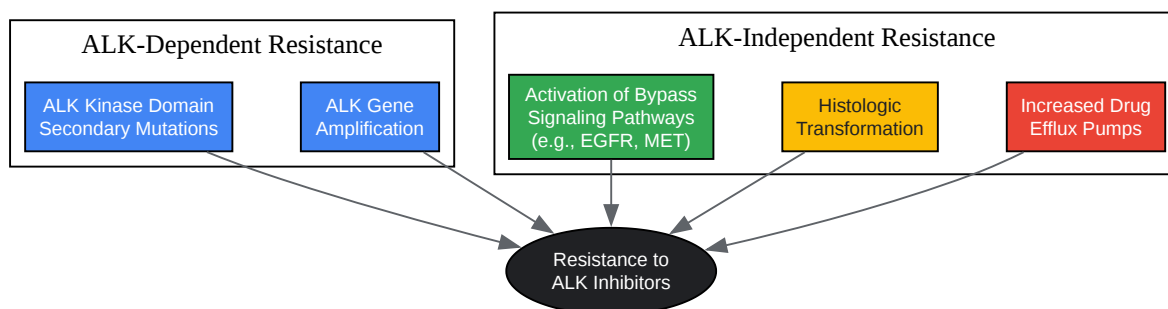 ALK-Dependent Resistance
ALK Kinase Domain
Secondary Mutations
ALK Gene
Amplification
ALK-Independent Resistance
Activation of Bypass
Signaling Pathways
(e.g., EGFR, MET)
Histologic
Transformation
Increased Drug
Efflux Pumps
Resistance to
ALK Inhibitors